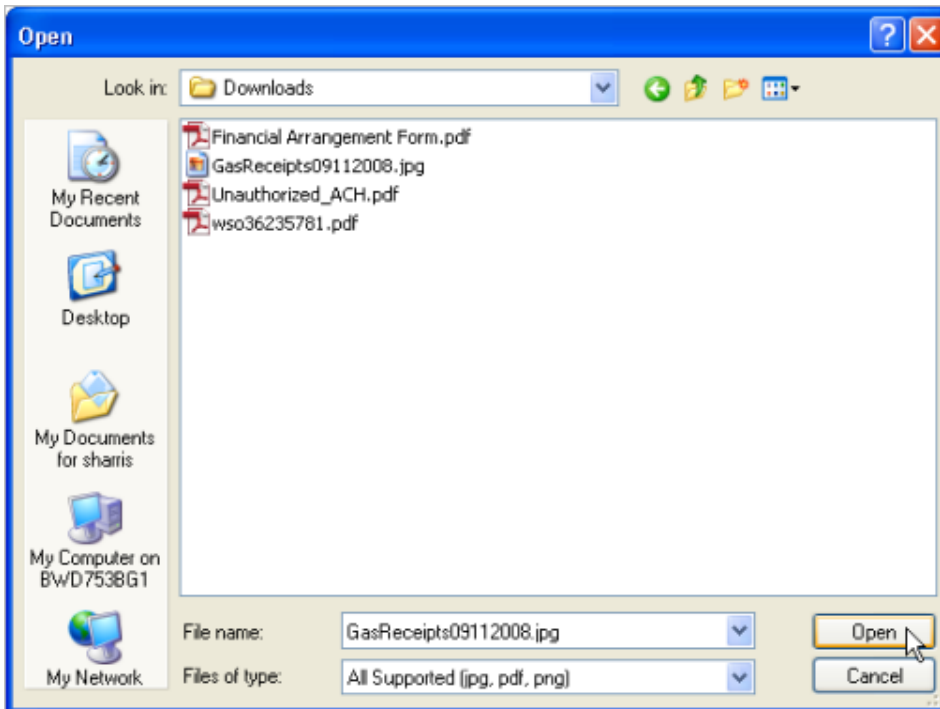 Open
Look in:
Downloads
My Recent
Documents
Desktop
My Documents
for sharris
My Computer on
BWD753BG1
My Network
Financial Arrangement Form.pdf
GasReceipts09112008.jpg
Unauthorized_ACH.pdf
wso36235781.pdf
File name:
GasReceipts09112008.jpg
Open
Files of type:
All Supported (jpg, pdf, png)
Cancel